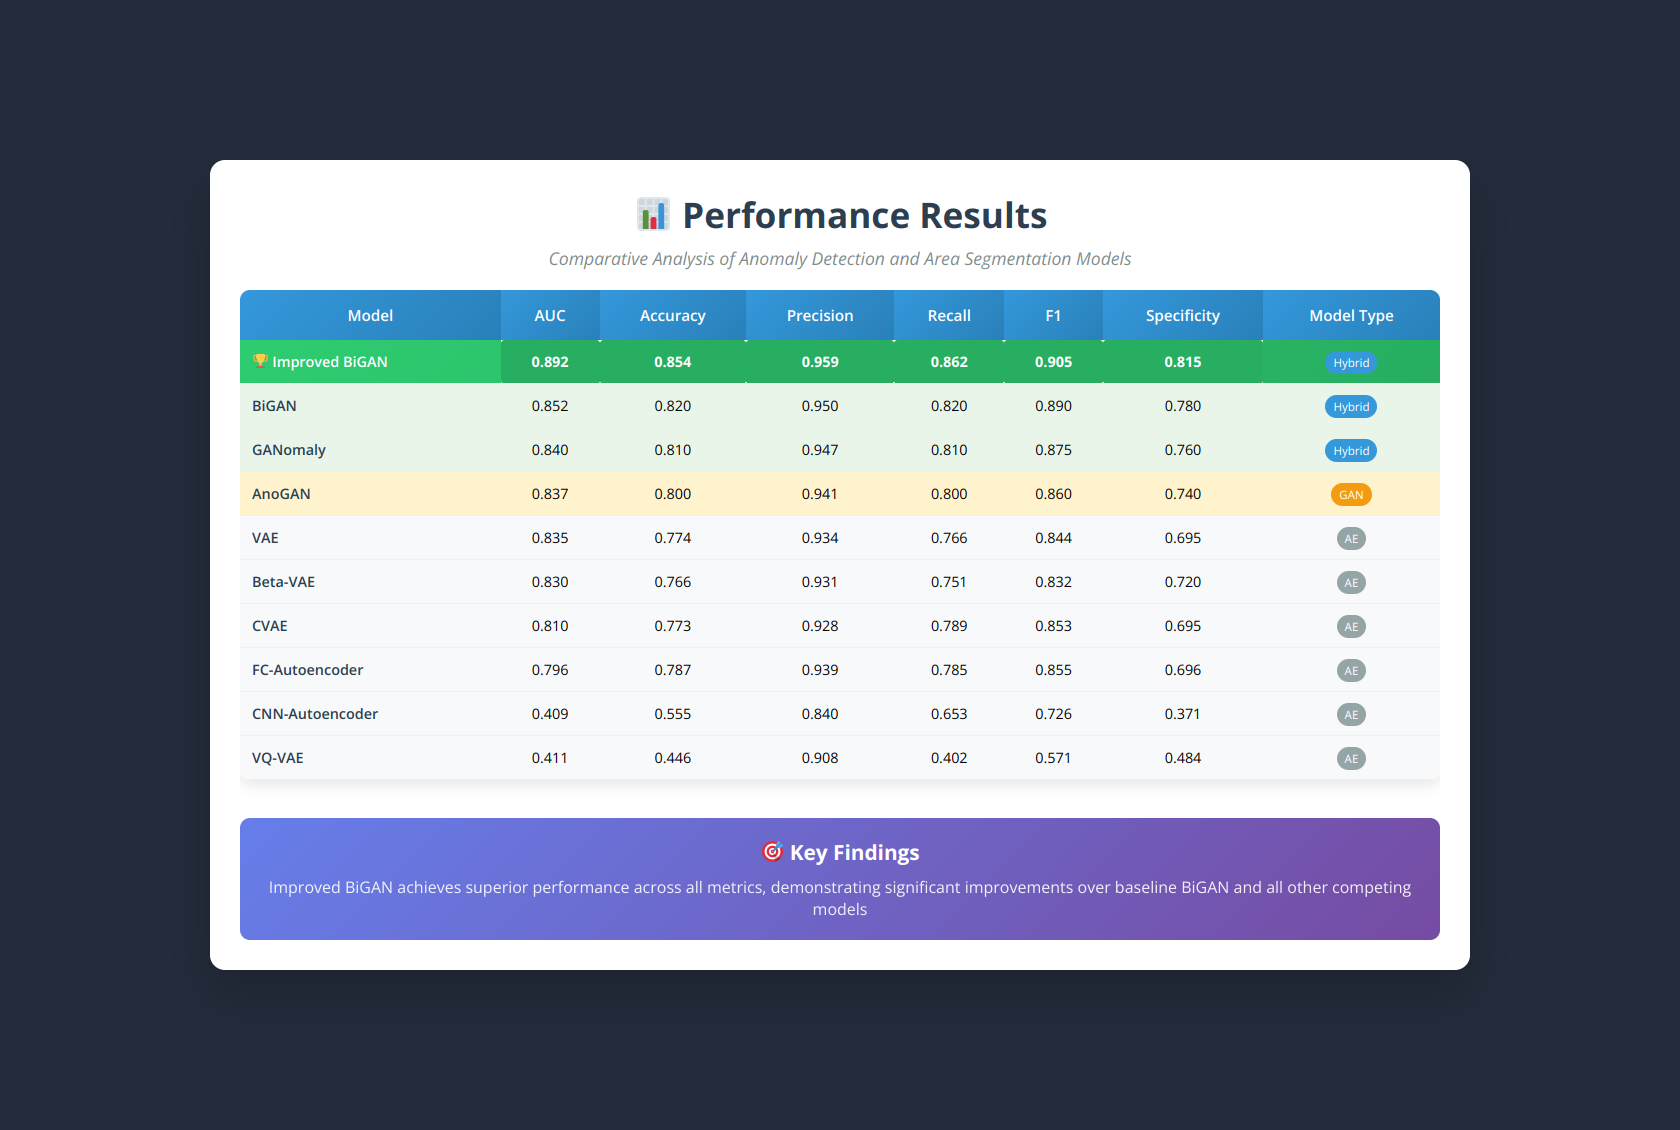 📊 Performance Results
Comparative Analysis of Anomaly Detection and Area Segmentation Models
Model AUC Accuracy Precision Recall F1 Specificity Model Type
🏆 Improved BiGAN 0.892 0.854 0.959 0.862 0.905 0.815 Hybrid
BiGAN 0.852 0.820 0.950 0.820 0.890 0.780 Hybrid
GANomaly 0.840 0.810 0.947 0.810 0.875 0.760 Hybrid
AnoGAN 0.837 0.800 0.941 0.800 0.860 0.740 GAN
VAE 0.835 0.774 0.934 0.766 0.844 0.695 AE
Beta-VAE 0.830 0.766 0.931 0.751 0.832 0.720 AE
CVAE 0.810 0.773 0.928 0.789 0.853 0.695 AE
FC-Autoencoder 0.796 0.787 0.939 0.785 0.855 0.696 AE
CNN-Autoencoder 0.409 0.555 0.840 0.653 0.726 0.371 AE
VQ-VAE 0.411 0.446 0.908 0.402 0.571 0.484 AE
🎯 Key Findings
Improved BiGAN achieves superior performance across all metrics, demonstrating significant improvements over baseline BiGAN and all other competing
models